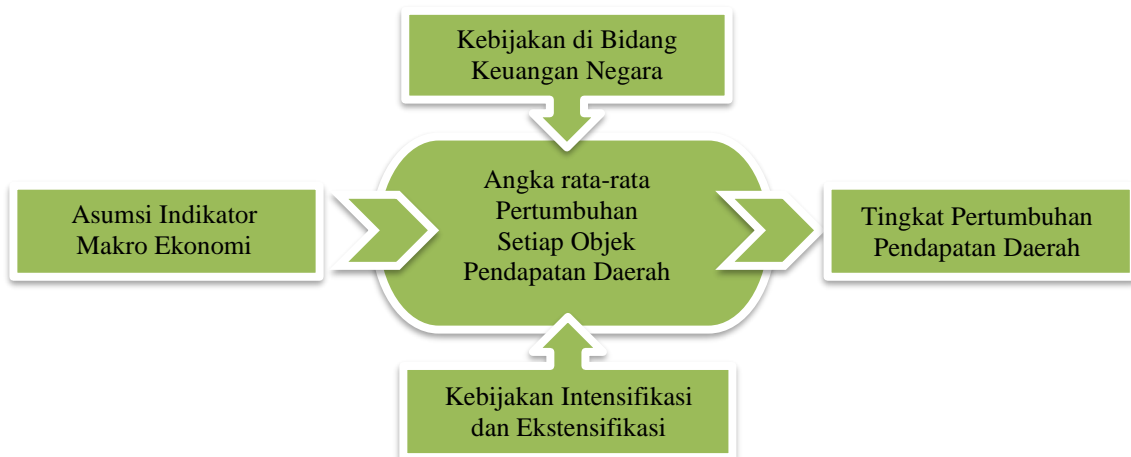 Kebijakan di Bidang
Keuangan Negara
Asumsi Indikator
Makro Ekonomi
Angka rata-rata
Pertumbuhan
Setiap Objek
Pendapatan Daerah
Tingkat Pertumbuhan
Pendapatan Daerah
Kebijakan Intensifikasi
dan Ekstensifikasi